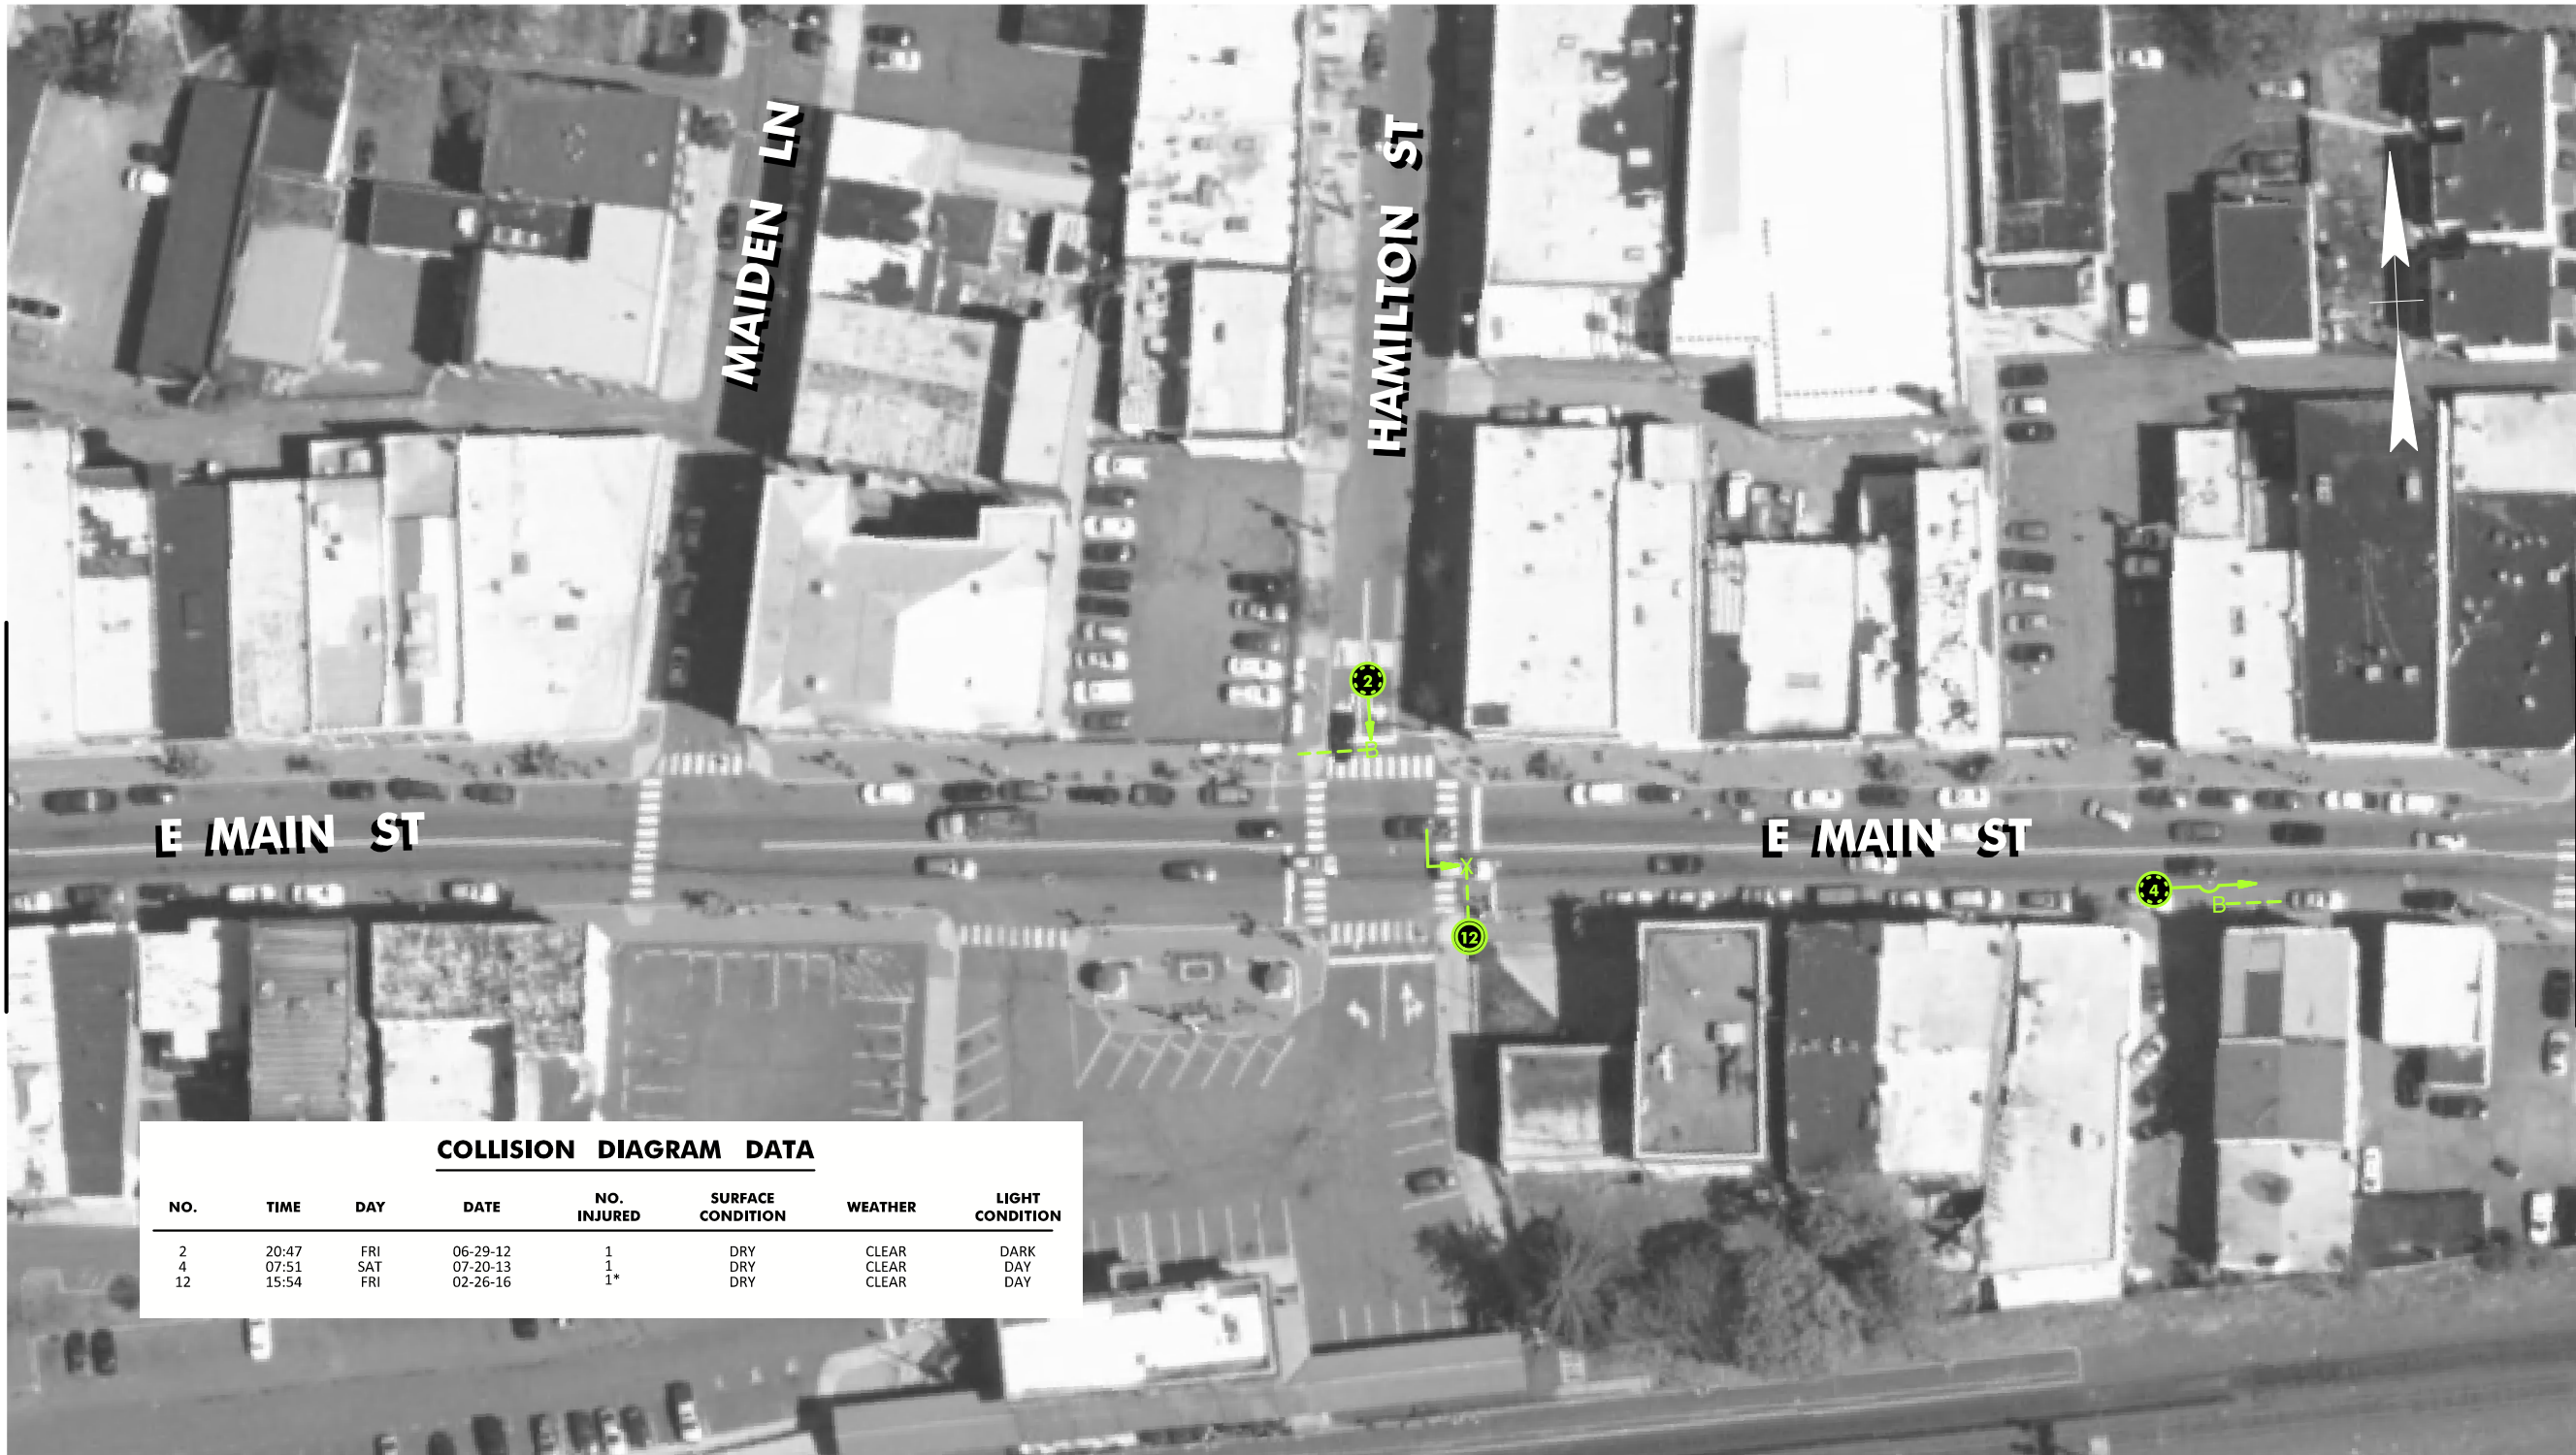 MAIDEN LN
HAMILTON ST
2
B
E MAIN ST
E MAIN ST
X
4
B
12
COLLISION DIAGRAM DATA
NO. TIME DAY DATE NO. INJURED SURFACE CONDITION WEATHER LIGHT CONDITION
2 20:47 FRI 06-29-12 1 DRY CLEAR DARK
4 07:51 SAT 07-20-13 1 DRY CLEAR DAY
12 15:54 FRI 02-26-16 1* DRY CLEAR DAY